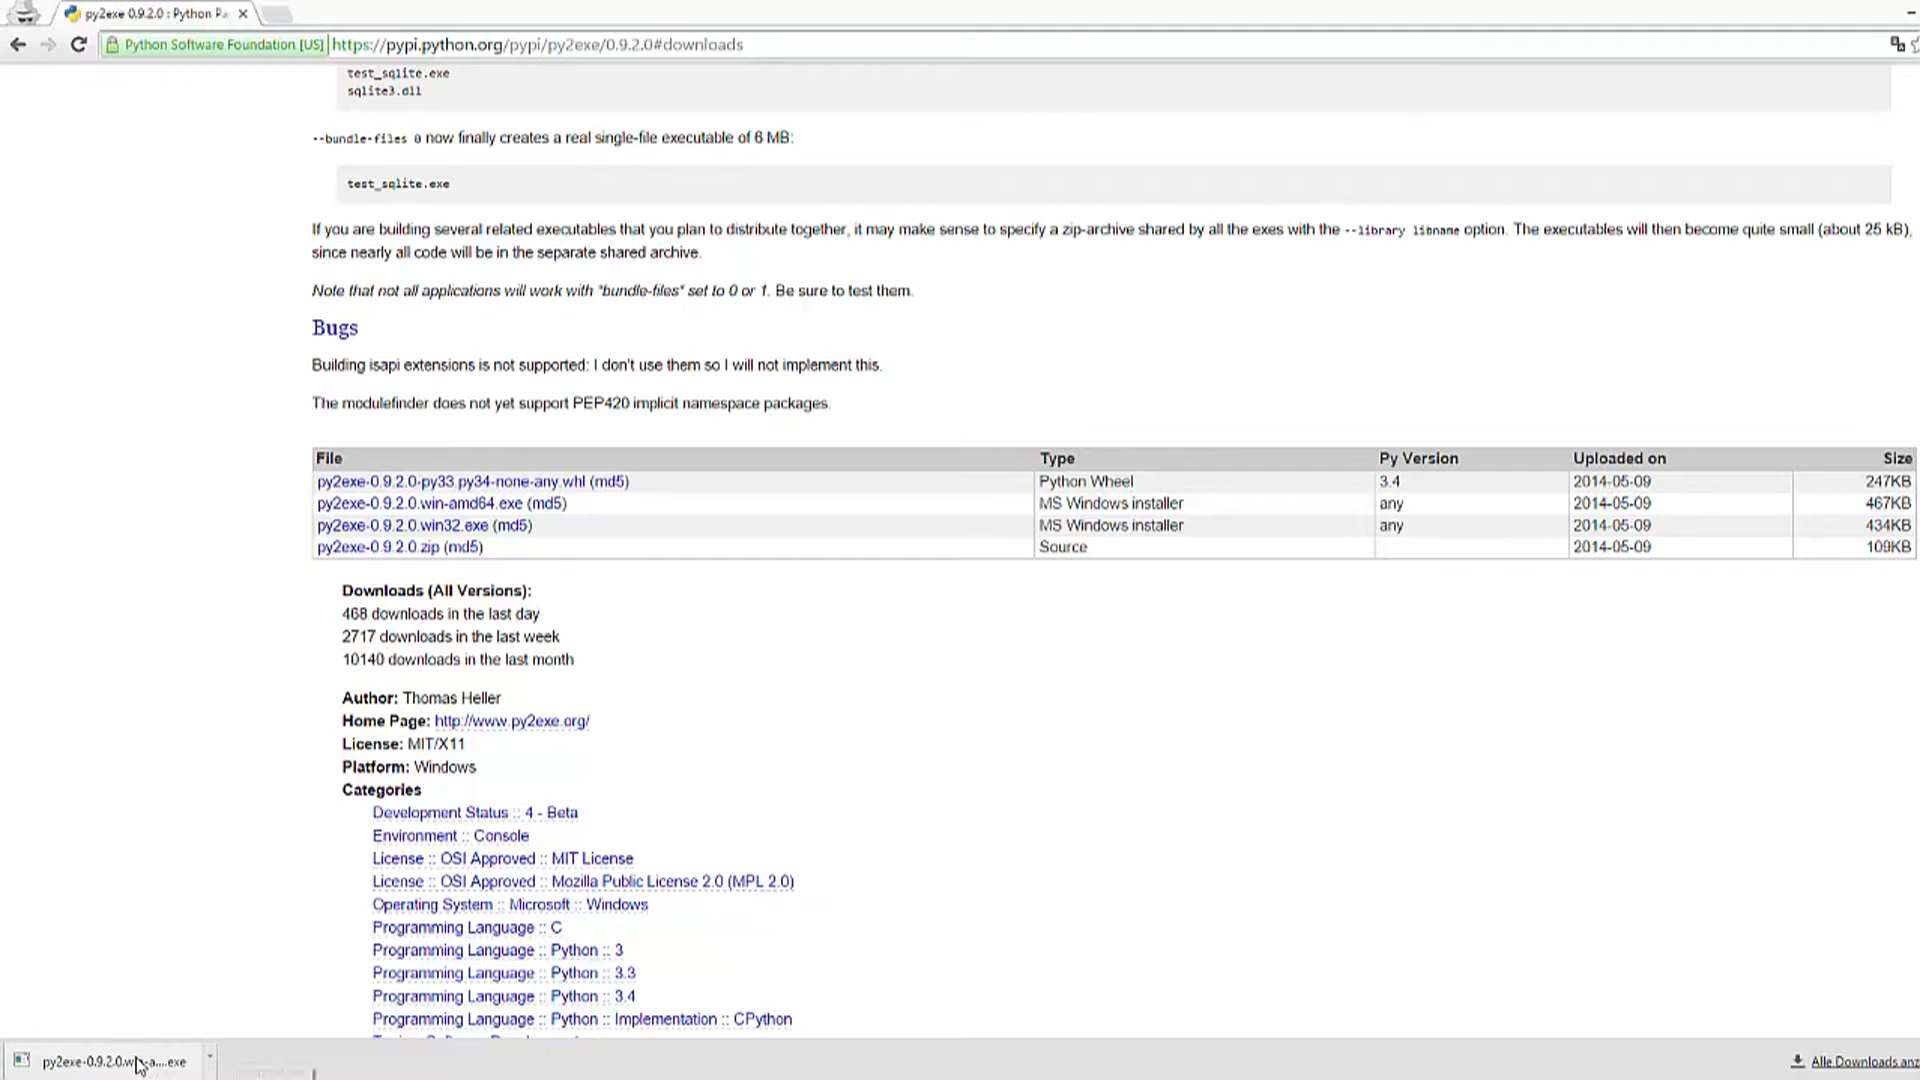 py2exe 0.9.2.0 : Python Pa
Python Software Foundation [US] https://pypi.python.org/pypi/py2exe/0.9.2.0#downloads
test_sqlite.exe
sqlite3.dll
--bundle-files 0 now finally creates a real single-file executable of 6 MB:
test_sqlite.exe
If you are building several related executables that you plan to distribute together, it may make sense to specify a zip-archive shared by all the exes with the --library libname option. The executables will then become quite small (about 25 kB),
since nearly all code will be in the separate shared archive.
Note that not all applications will work with "bundle-files" set to 0 or 1. Be sure to test them.
Bugs
Building isapi extensions is not supported: I don't use them so I will not implement this.
The modulefinder does not yet support PEP420 implicit namespace packages.
File Type Py Version Uploaded on Size
py2exe-0.9.2.0-py33.py34-none-any.whl (md5) Python Wheel 3.4 2014-05-09 247KB
py2exe-0.9.2.0.win-amd64.exe (md5) MS Windows installer any 2014-05-09 467KB
py2exe-0.9.2.0.win32.exe (md5) MS Windows installer any 2014-05-09 434KB
py2exe-0.9.2.0.zip (md5) Source 2014-05-09 109KB
Downloads (All Versions):
468 downloads in the last day
2717 downloads in the last week
10140 downloads in the last month
Author: Thomas Heller
Home Page: http://www.py2exe.org/
License: MIT/X11
Platform: Windows
Categories
Development Status :: 4 - Beta
Environment :: Console
License :: OSI Approved :: MIT License
License :: OSI Approved :: Mozilla Public License 2.0 (MPL 2.0)
Operating System :: Microsoft :: Windows
Programming Language :: C
Programming Language :: Python :: 3
Programming Language :: Python :: 3.3
Programming Language :: Python :: 3.4
Programming Language :: Python :: Implementation :: CPython
py2exe-0.9.2.0.wi-a....exe
Alle Downloads anz